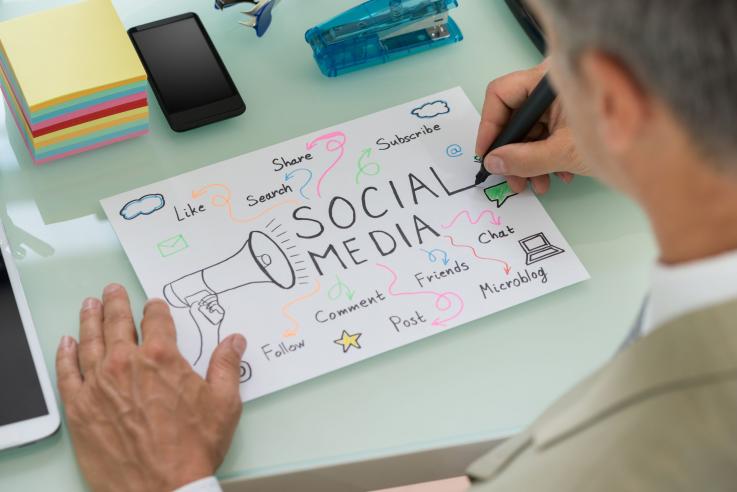 Subscribe
Share
@
Search
Like
SOCIAL
MEDIA
Chat
Friends
Microblog
Comment
Post
Follow